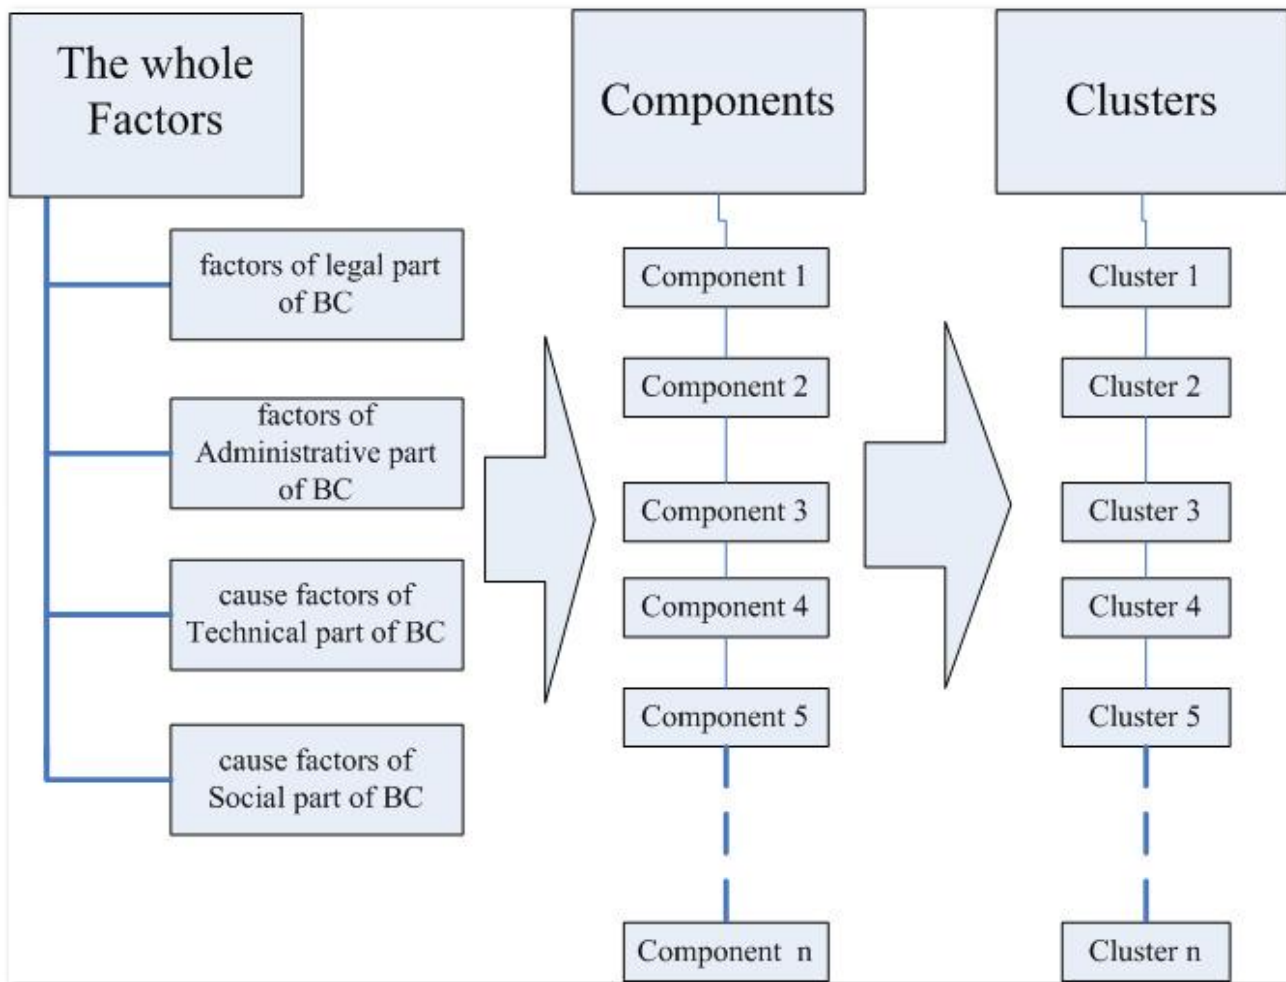 The whole
Factors
factors of legal part
of BC
factors of
Administrative part
of BC
cause factors of
Technical part of BC
cause factors of
Social part of BC
Components
Component 1
Component 2
Component 3
Component 4
Component 5
Component n
Clusters
Cluster 1
Cluster 2
Cluster 3
Cluster 4
Cluster 5
Cluster n